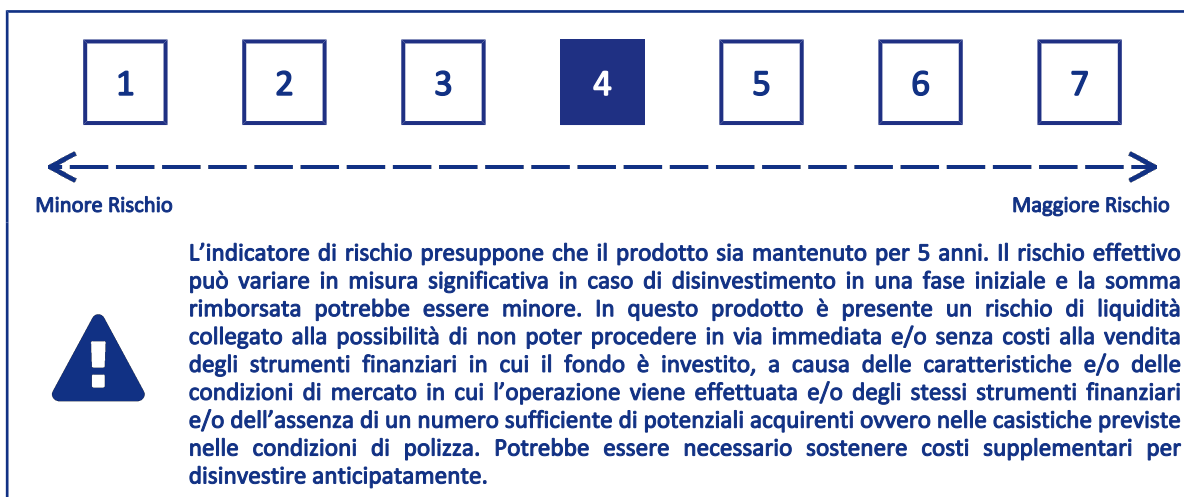 1 2 3 4 5 6 7
Minore Rischio Maggiore Rischio
L'indicatore di rischio presuppone che il prodotto sia mantenuto per 5 anni. Il rischio effettivo
può variare in misura significativa in caso di disinvestimento in una fase iniziale e la somma
rimborsata potrebbe essere minore. In questo prodotto è presente un rischio di liquidità
collegato alla possibilità di non poter procedere in via immediata e/o senza costi alla vendita
degli strumenti finanziari in cui il fondo è investito, a causa delle caratteristiche e/o delle
condizioni di mercato in cui l'operazione viene effettuata e/o degli stessi strumenti finanziari
e/o dell'assenza di un numero sufficiente di potenziali acquirenti ovvero nelle casistiche previste
nelle condizioni di polizza. Potrebbe essere necessario sostenere costi supplementari per
disinvestire anticipatamente.